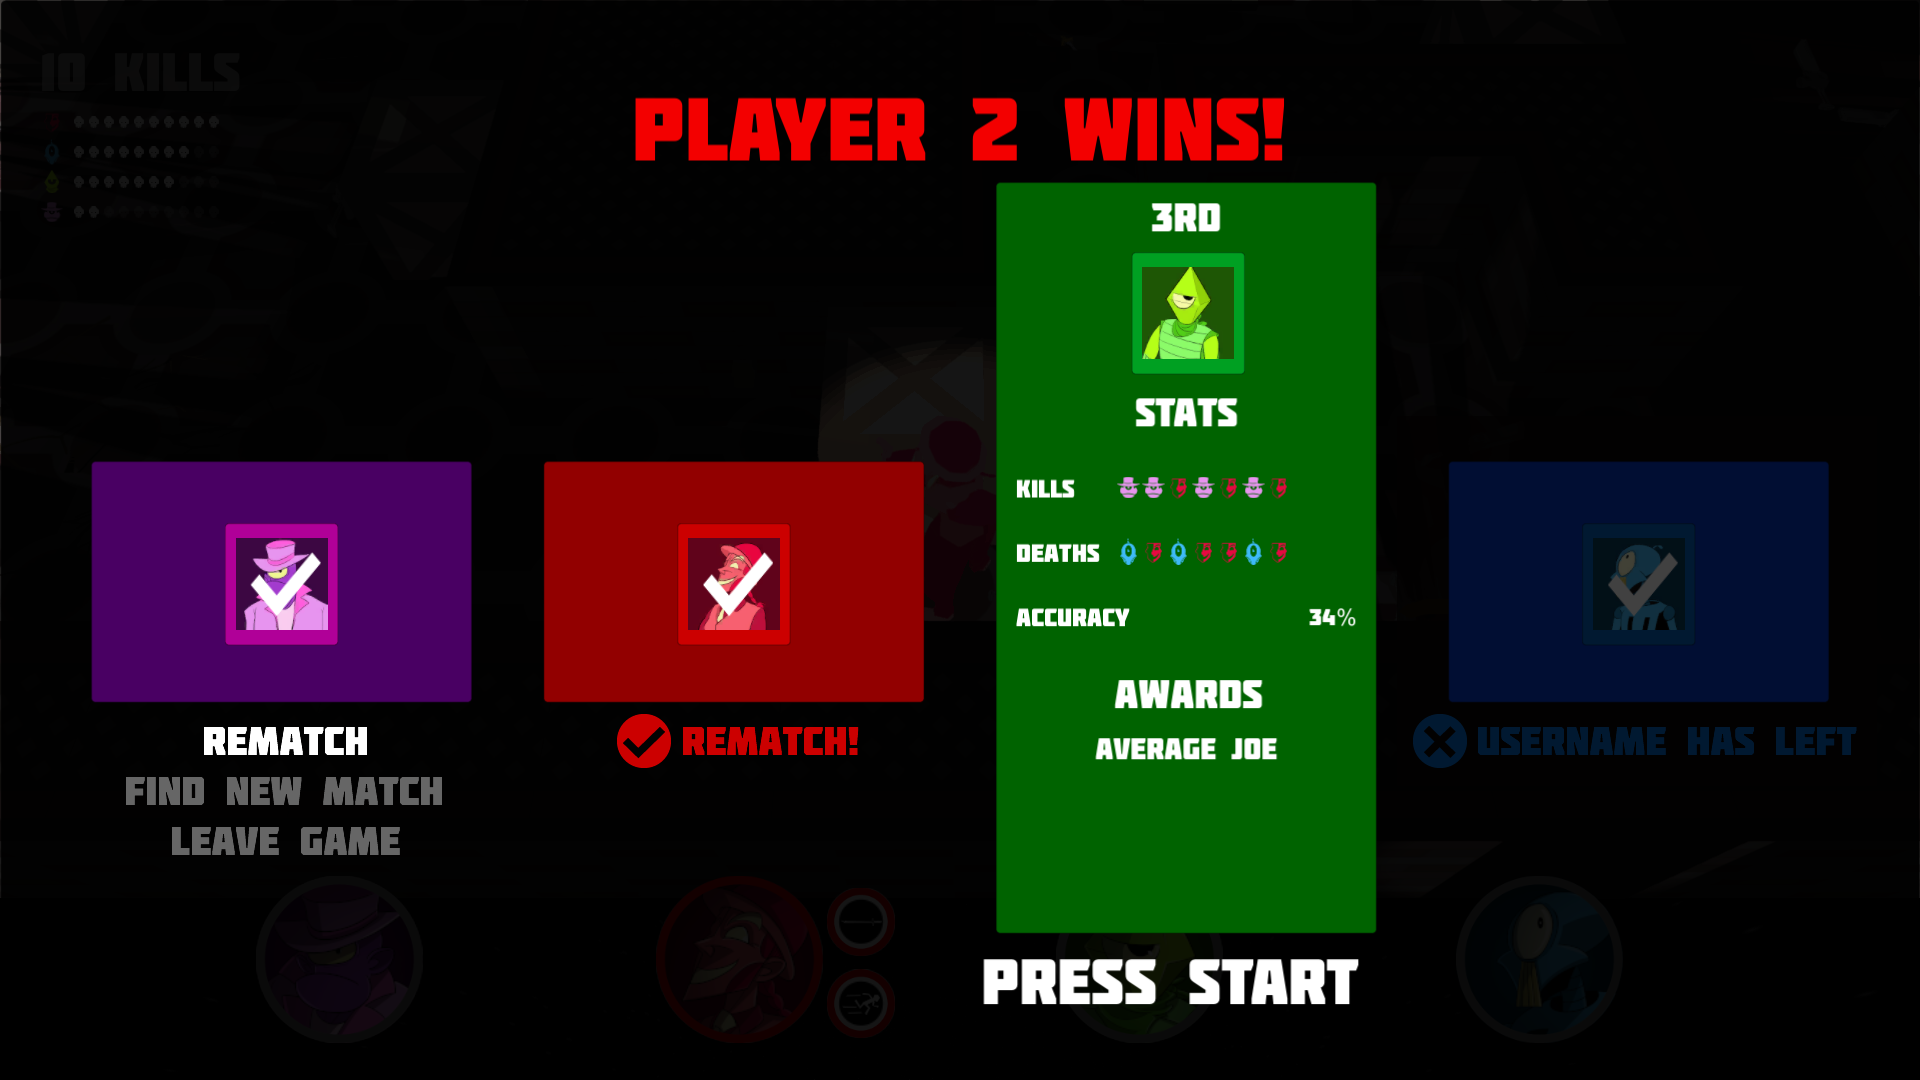 10 KILLS
PLAYER 2 WINS!
3RD
STATS
KILLS
DEATHS
ACCURACY 34%
AWARDS
AVERAGE JOE
REMATCH
FIND NEW MATCH
LEAVE GAME
REMATCH!
USERNAME HAS LEFT
PRESS START